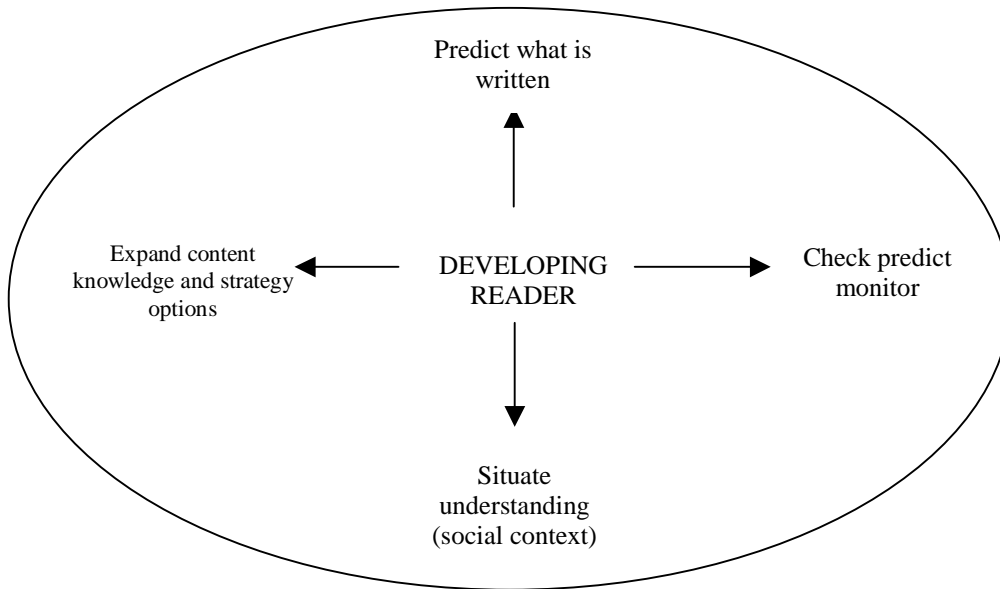 Predict what is
written
Expand content
knowledge and strategy
options
DEVELOPING
READER
Check predict
monitor
Situate
understanding
(social context)